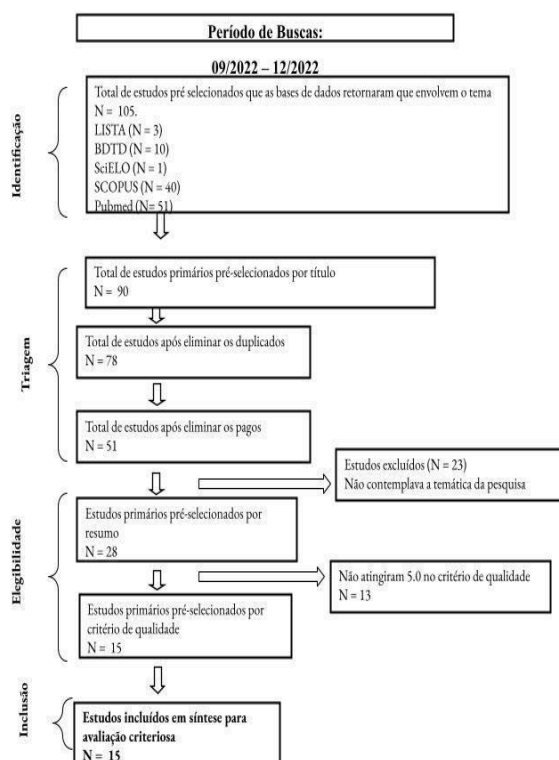 Período de Buscas:
09/2022 – 12/2022
Identificação
Total de estudos pré selecionados que as bases de dados retornaram que envolvem o tema
N = 105.
LISTA (N = 3)
BDTD (N = 10)
SciELO (N = 1)
SCOPUS (N = 40)
Pubmed (N= 51)
Triagem
Total de estudos primários pré-selecionados por título
N = 90
Total de estudos após eliminar os duplicados
N = 78
Total de estudos após eliminar os pagos
N = 51
Estudos excluídos (N = 23)
Não contemplava a temática da pesquisa
Elegibilidade
Estudos primários pré-selecionados por
resumo
N = 28
Não atingiram 5.0 no critério de qualidade
N = 13
Estudos primários pré-selecionados por
critério de qualidade
N = 15
Inclusão
Estudos incluídos em síntese para
avaliação criteriosa
N = 15